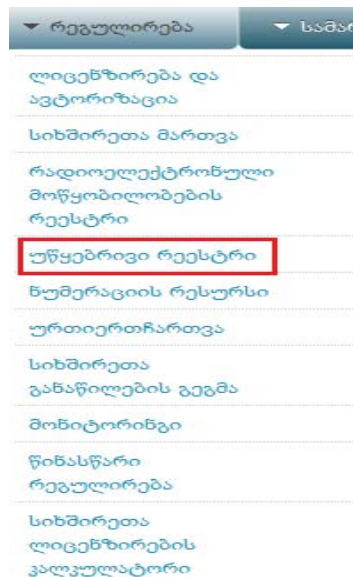 რეგულირება
ლიცენზირება და
ავტორიზაცია
სიხშირეთა მართვა
რადიოელექტრონული
მოწყობილობების
რეესტრი
უწყებრივი რეესტრი
ნუმერაციის რესურსი
ურთიერთჩართვა
სიხშირეთა
განაწილების გეგმა
მონიტორინგი
წინასწარი
რეგულირება
სიხშირეთა
ლიცენზირების
კალკულატორი